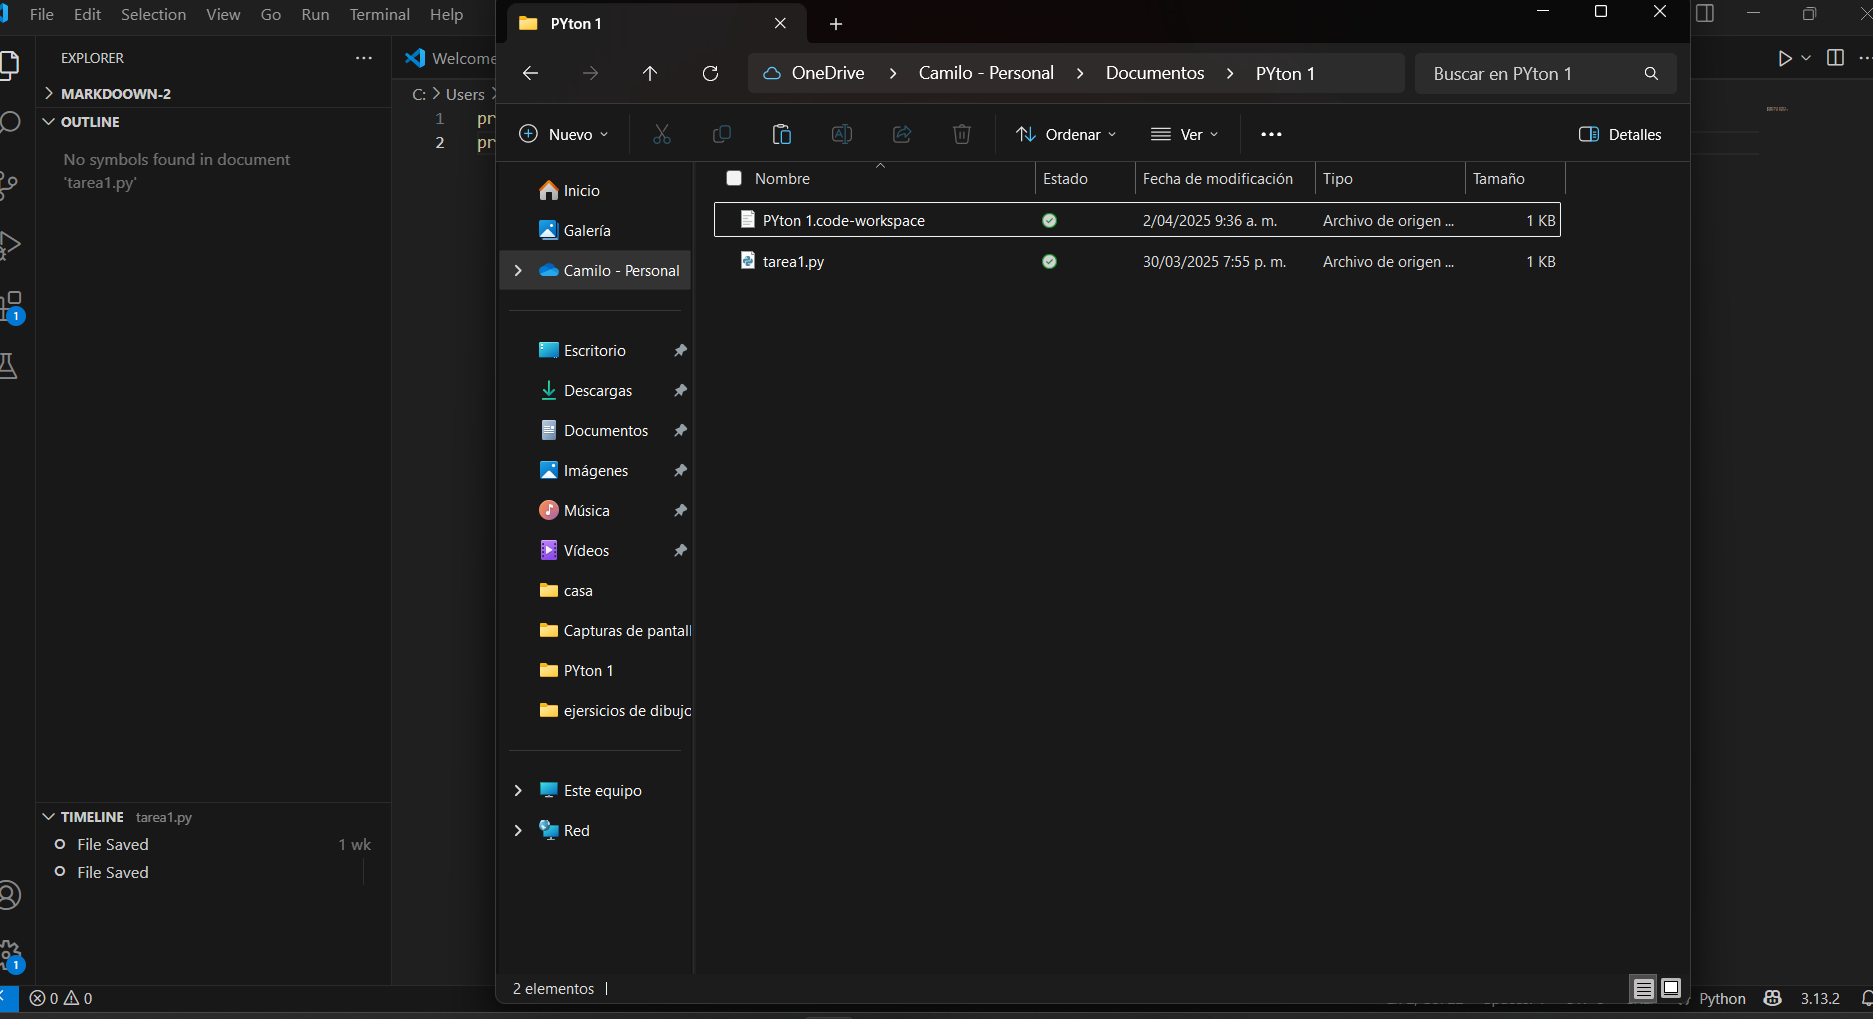 File Edit Selection View Go Run Terminal Help
EXPLORER
MARKDOOWN-2
OUTLINE
No symbols found in document
'tarea1.py'
TIMELINE tarea1.py
File Saved 1 wk
File Saved
Welcome
C: > Users >
1 pr
2 pr
PYton 1
OneDrive > Camilo - Personal > Documentos > PYton 1
Buscar en PYton 1
Nuevo
Ordenar
Ver
Detalles
Inicio
Galería
Camilo - Personal
Escritorio
Descargas
Documentos
Imágenes
Música
Vídeos
casa
Capturas de pantall
PYton 1
ejersicios de dibujo
Este equipo
Red
Nombre Estado Fecha de modificación Tipo Tamaño
PYton 1.code-workspace 2/04/2025 9:36 a. m. Archivo de origen ... 1 KB
tarea1.py 30/03/2025 7:55 p. m. Archivo de origen ... 1 KB
2 elementos
1
1
0 0
Python 3.13.2